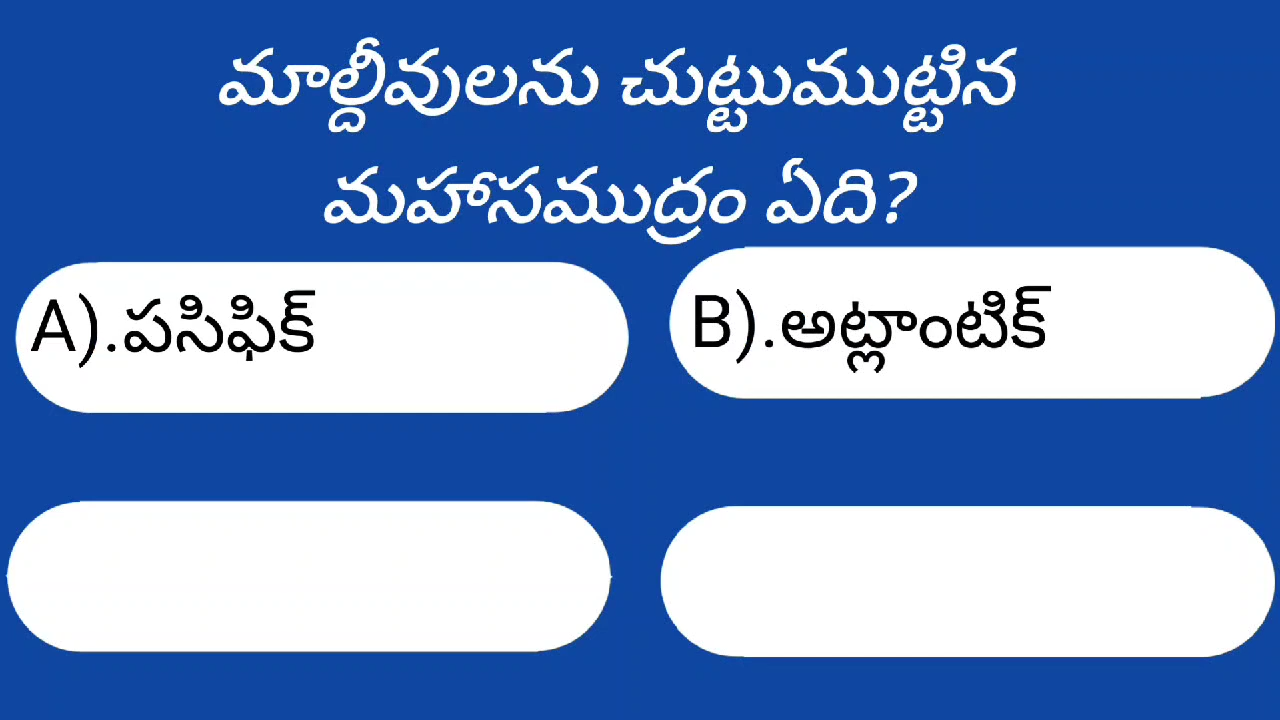 మాల్దీవులను చుట్టుముట్టిన
మహాసముద్రం ఏది?
A).పసిఫిక్
B).అట్లాంటిక్